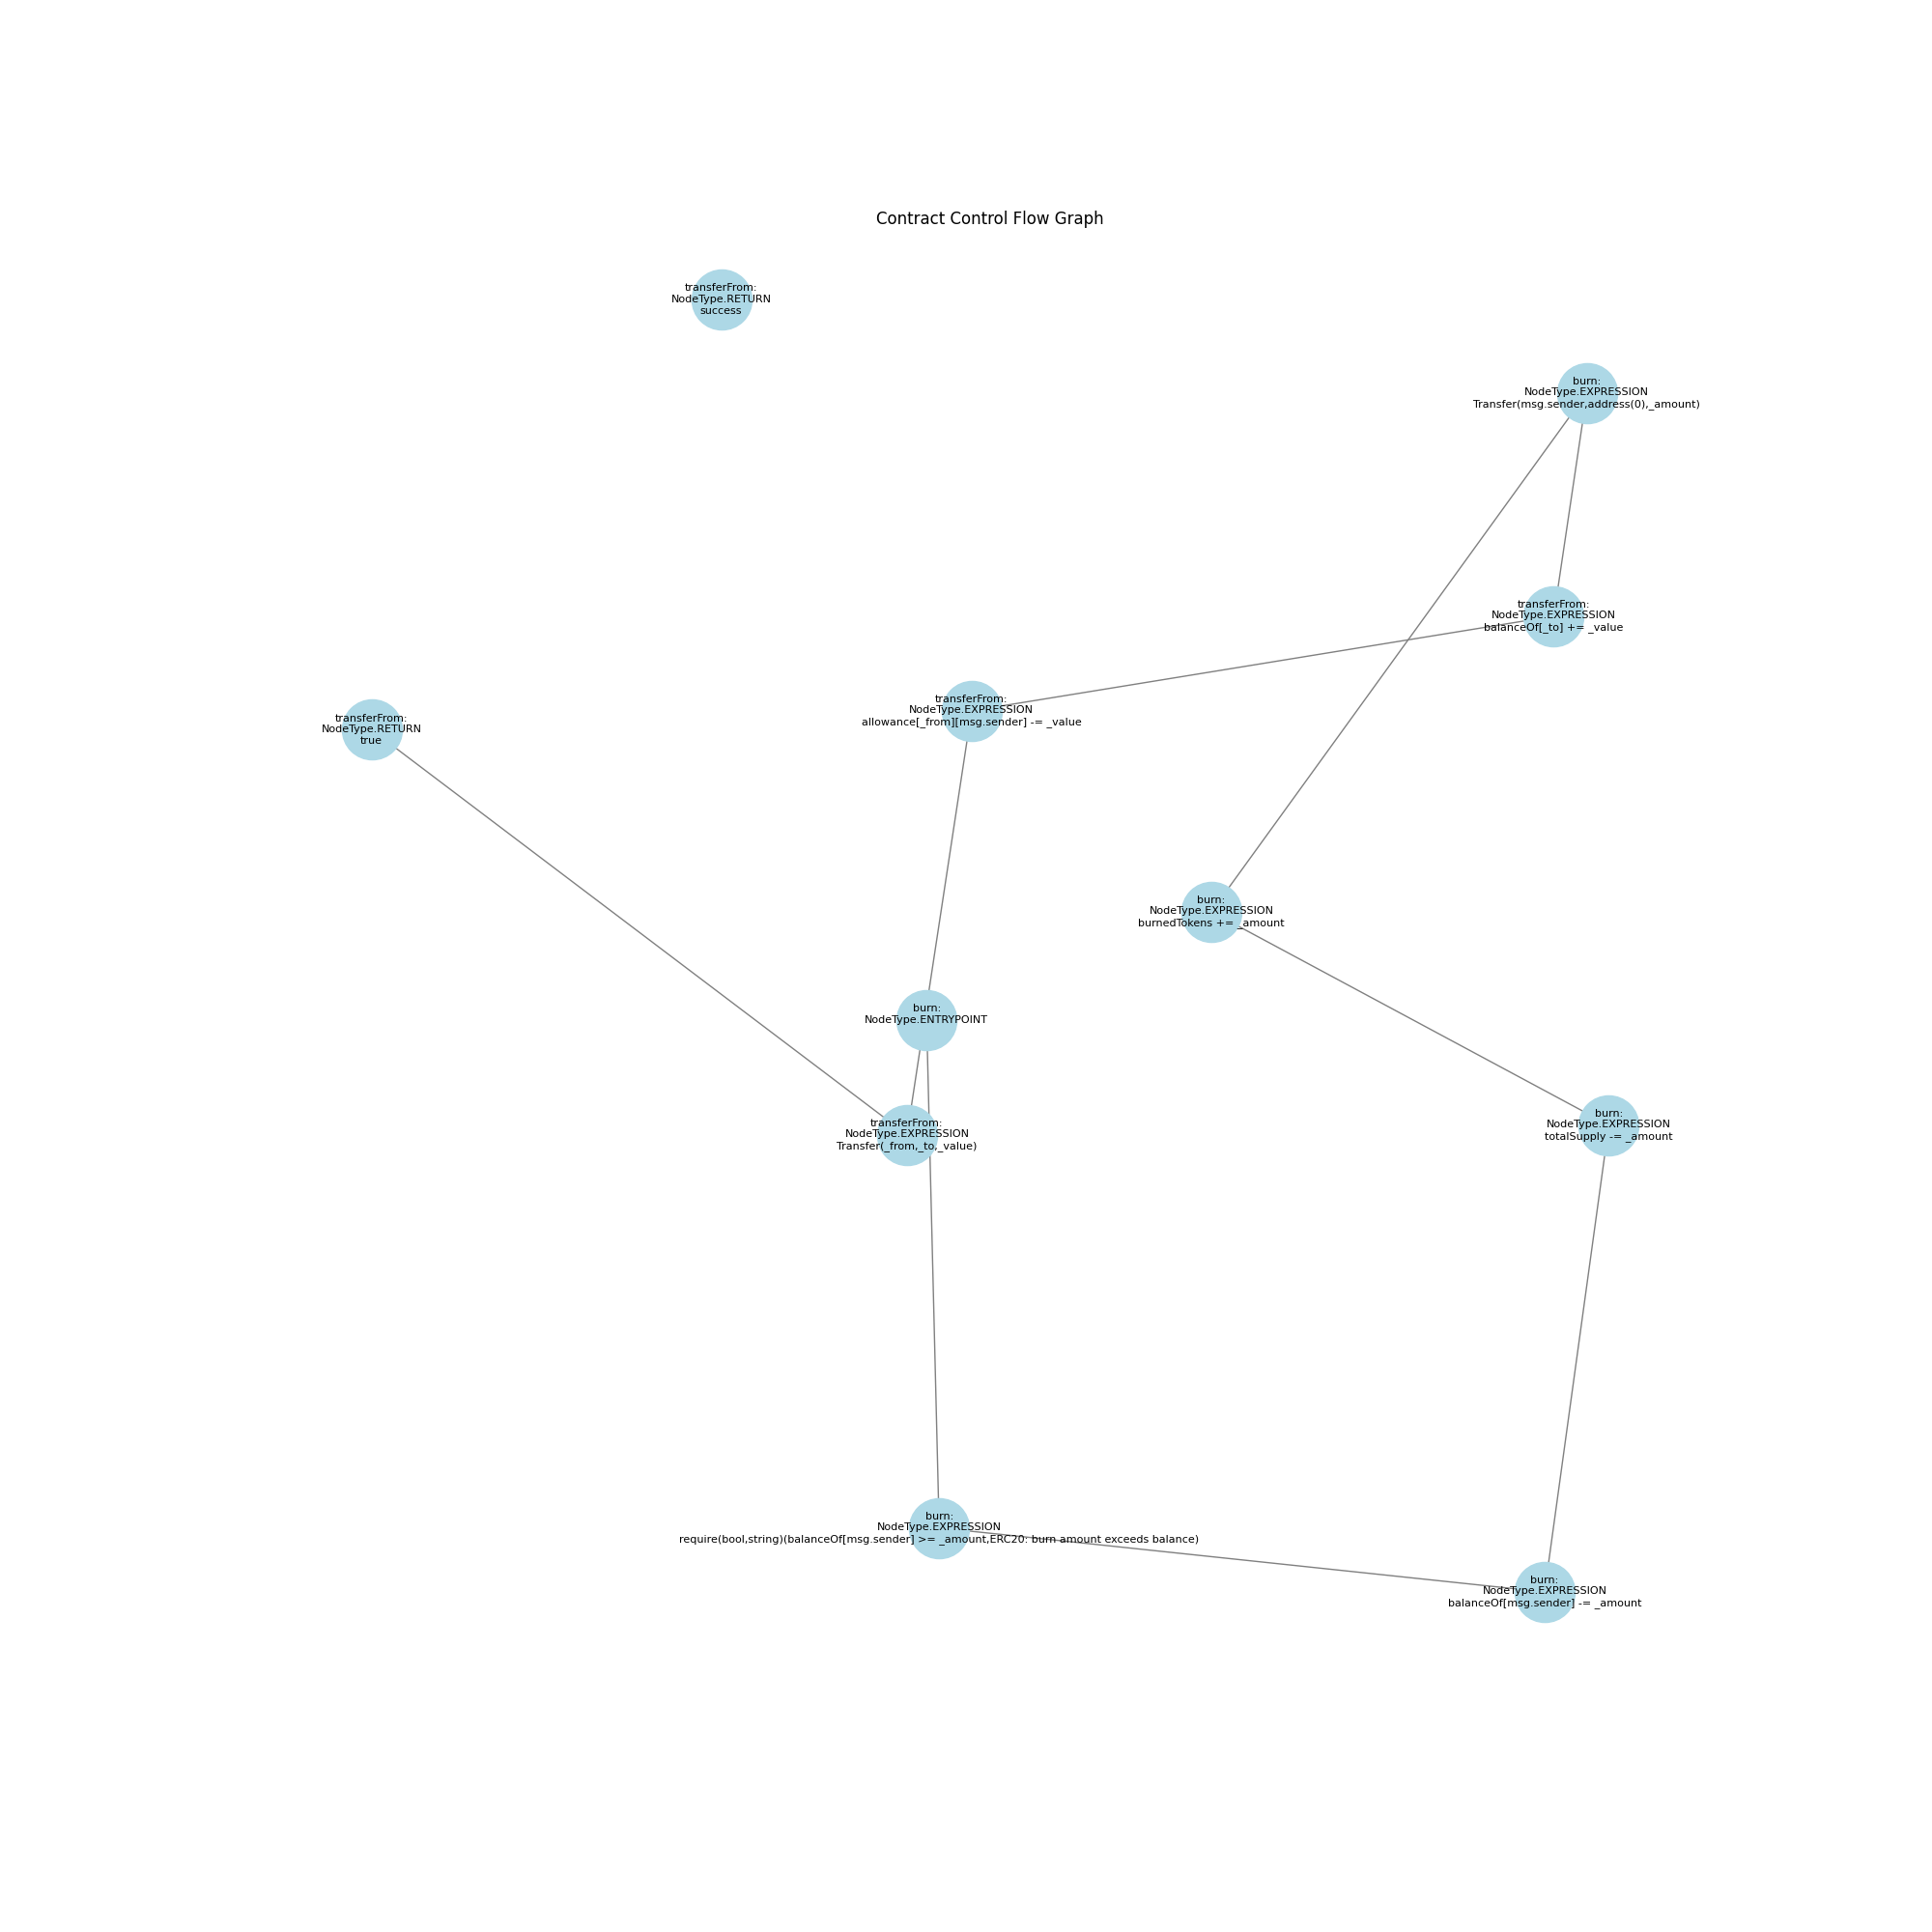 Contract Control Flow Graph
transferFrom:
NodeType.RETURN
success
burn:
NodeType.EXPRESSION
Transfer(msg.sender,address(0),_amount)
transferFrom:
NodeType.EXPRESSION
balanceOf[_to] += _value
transferFrom:
NodeType.EXPRESSION
allowance[_from][msg.sender] -= _value
transferFrom:
NodeType.RETURN
true
burn:
NodeType.EXPRESSION
burnedTokens += _amount
burn:
NodeType.ENTRYPOINT
transferFrom:
NodeType.EXPRESSION
Transfer(_from,_to,_value)
burn:
NodeType.EXPRESSION
totalSupply -= _amount
burn:
NodeType.EXPRESSION
require(bool,string)(balanceOf[msg.sender] >= _amount,ERC20: burn amount exceeds balance)
burn:
NodeType.EXPRESSION
balanceOf[msg.sender] -= _amount